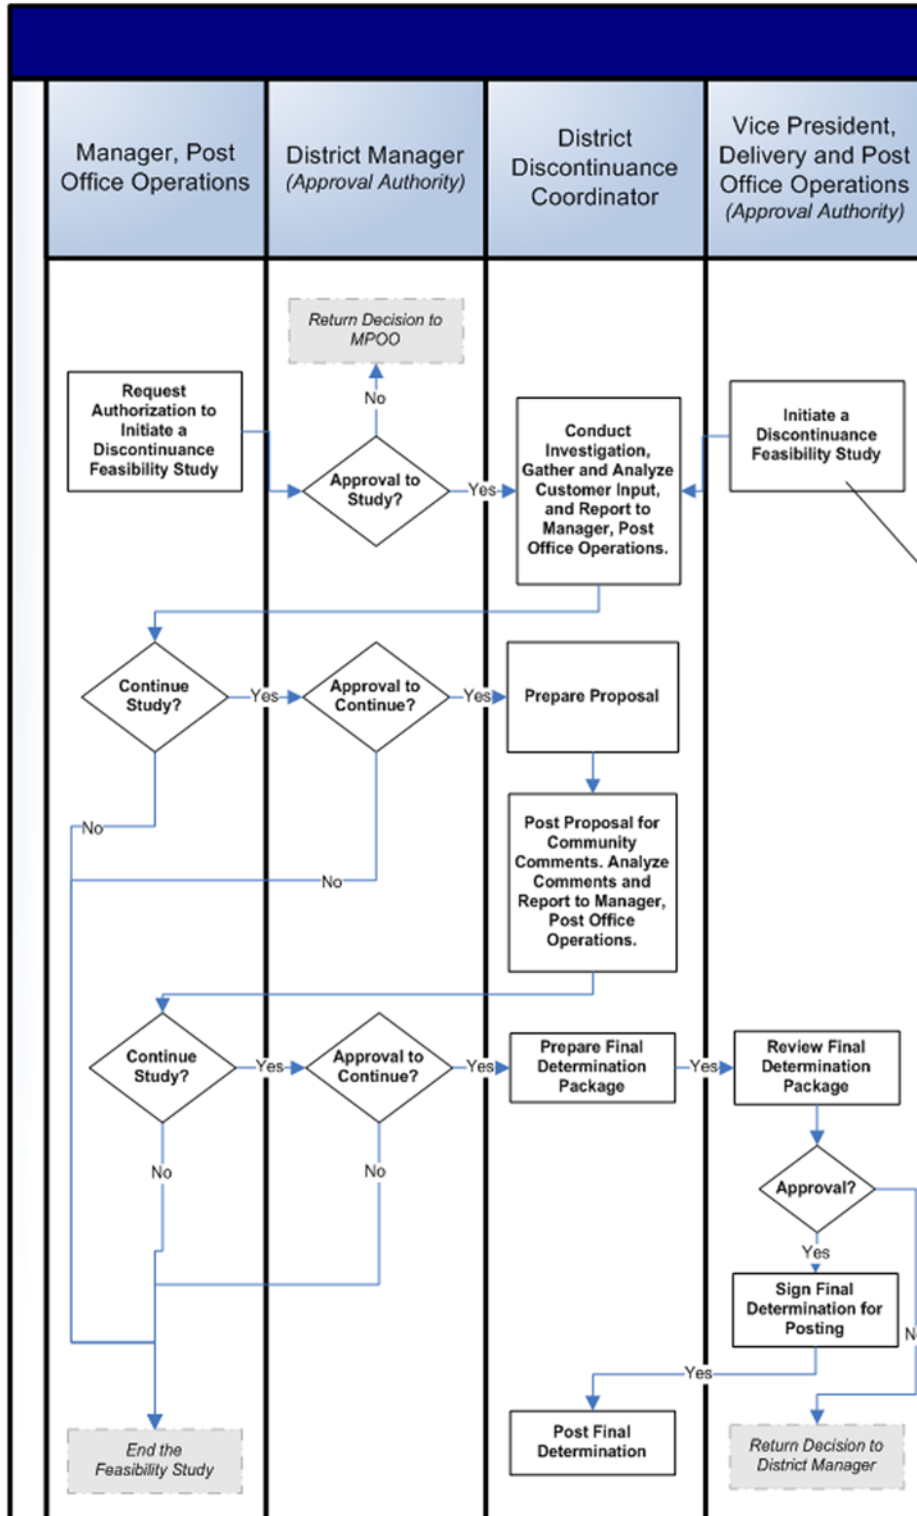 Manager, Post
Office Operations
District Manager
(Approval Authority)
District
Discontinuance
Coordinator
Vice President,
Delivery and Post
Office Operations
(Approval Authority)
Return Decision to
MPOO
No
Request
Authorization to
Initiate a
Discontinuance
Feasibility Study
Approval to
Study?
Yes
Conduct
Investigation,
Gather and Analyze
Customer Input,
and Report to
Manager, Post
Office Operations.
Initiate a
Discontinuance
Feasibility Study
Continue
Study?
Yes
Approval to
Continue?
Yes
Prepare Proposal
No
No
Post Proposal for
Community
Comments. Analyze
Comments and
Report to Manager,
Post Office
Operations.
Continue
Study?
Yes
Approval to
Continue?
Yes
Prepare Final
Determination
Package
Yes
Review Final
Determination
Package
No
No
Approval?
Yes
Sign Final
Determination for
Posting
Yes
End the
Feasibility Study
Post Final
Determination
Return Decision to
District Manager